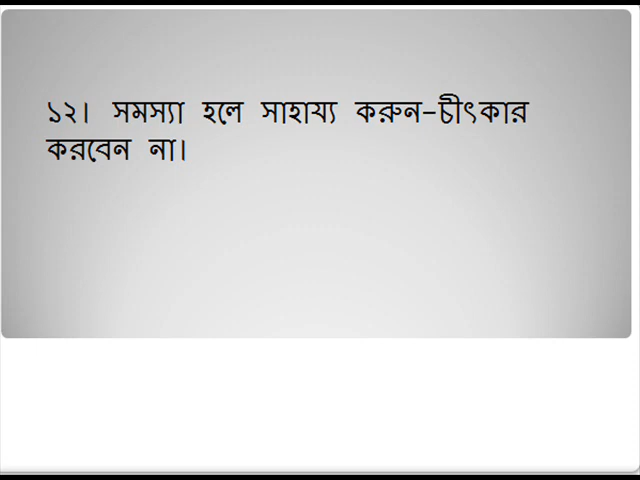 ১২। সমস্যা হলে সাহায্য করুন-চীৎকার
করবেন না।